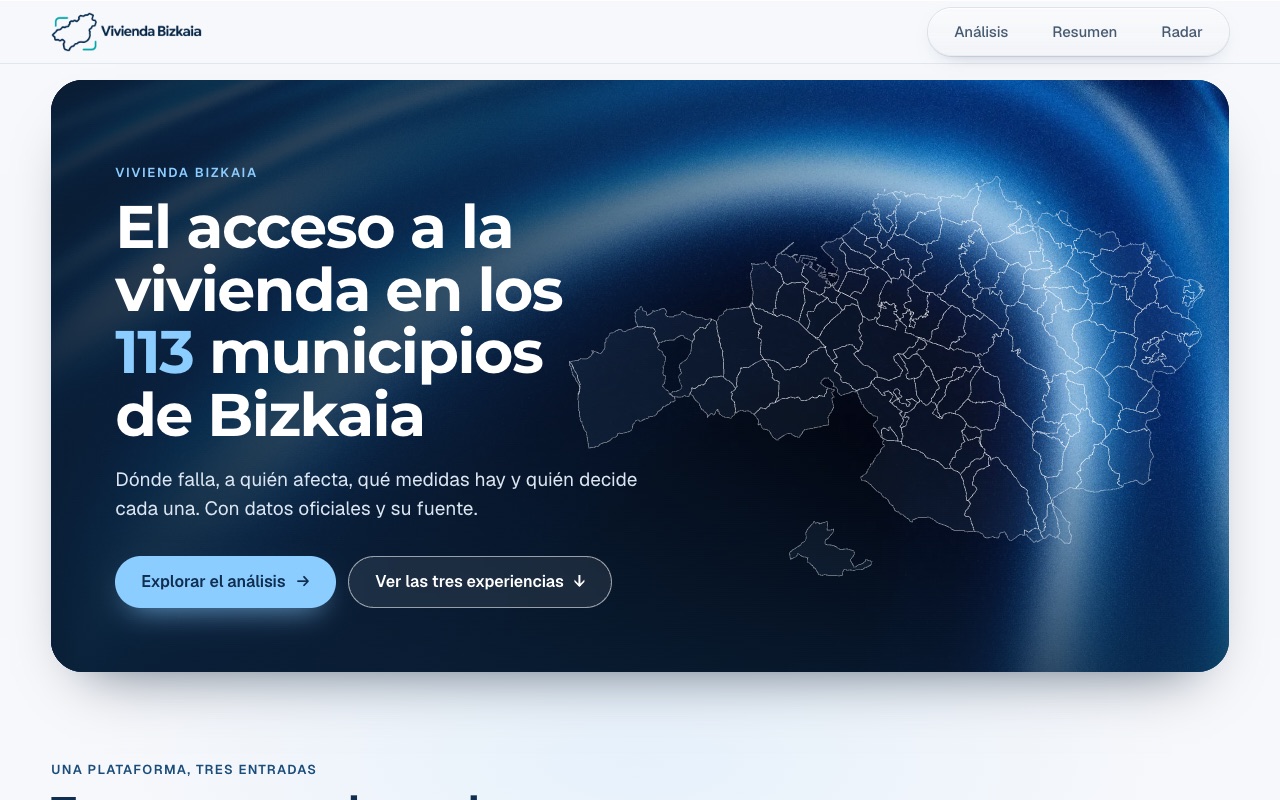 Vivienda Bizkaia
Análisis
Resumen
Radar
VIVIENDA BIZKAIA
El acceso a la
vivienda en los
113 municipios
de Bizkaia
Dónde falla, a quién afecta, qué medidas hay y quién decide
cada una. Con datos oficiales y su fuente.
Explorar el análisis →
Ver las tres experiencias ↓
UNA PLATAFORMA, TRES ENTRADAS